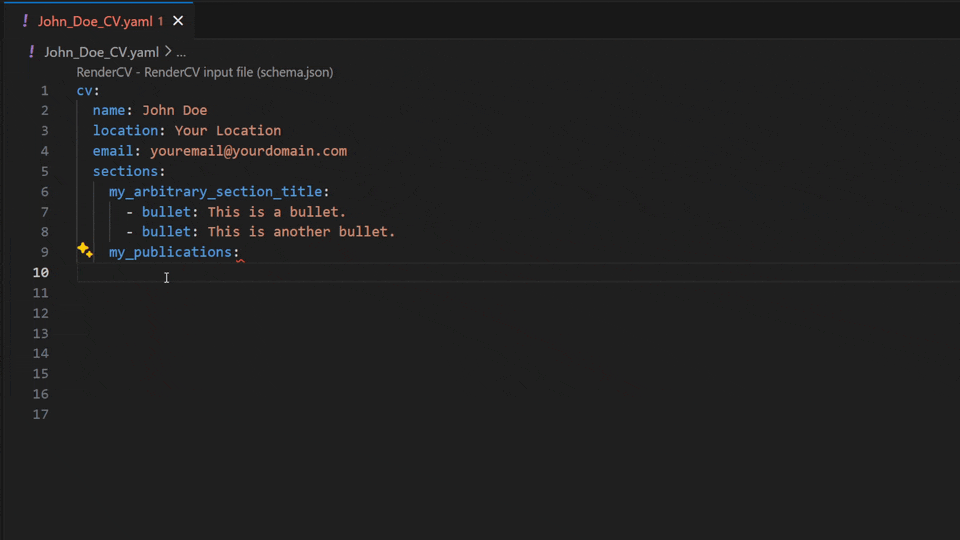 ! John_Doe_CV.yaml 1 ×
! John_Doe_CV.yaml > ...
RenderCV - RenderCV input file (schema.json)
1 cv:
2   name: John Doe
3   location: Your Location
4   email: youremail@yourdomain.com
5   sections:
6     my_arbitrary_section_title:
7       - bullet: This is a bullet.
8       - bullet: This is another bullet.
9     my_publications:
10
11
12
13
14
15
16
17